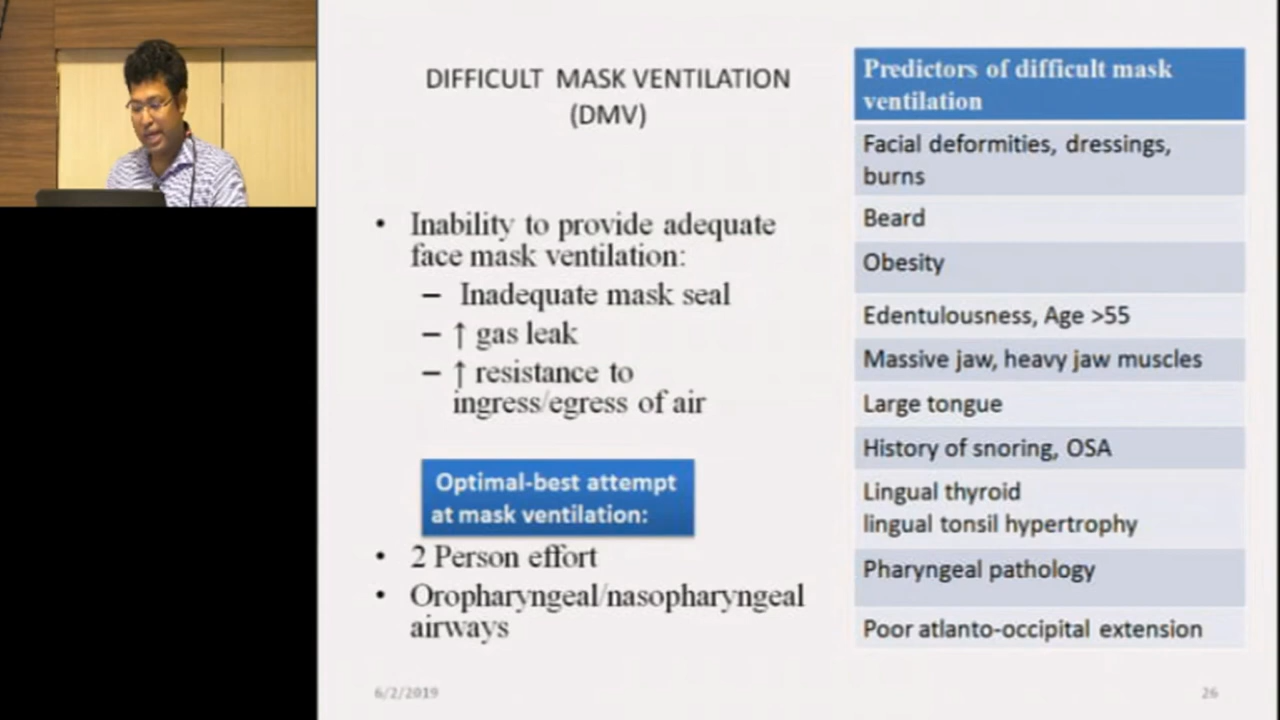 DIFFICULT MASK VENTILATION
(DMV)
• Inability to provide adequate
face mask ventilation:
– Inadequate mask seal
– ↑ gas leak
– ↑ resistance to
ingress/egress of air
Optimal-best attempt
at mask ventilation:
• 2 Person effort
• Oropharyngeal/nasopharyngeal
airways
Predictors of difficult mask
ventilation
Facial deformities, dressings,
burns
Beard
Obesity
Edentulousness, Age >55
Massive jaw, heavy jaw muscles
Large tongue
History of snoring, OSA
Lingual thyroid
lingual tonsil hypertrophy
Pharyngeal pathology
Poor atlanto-occipital extension
6/2/2019
26